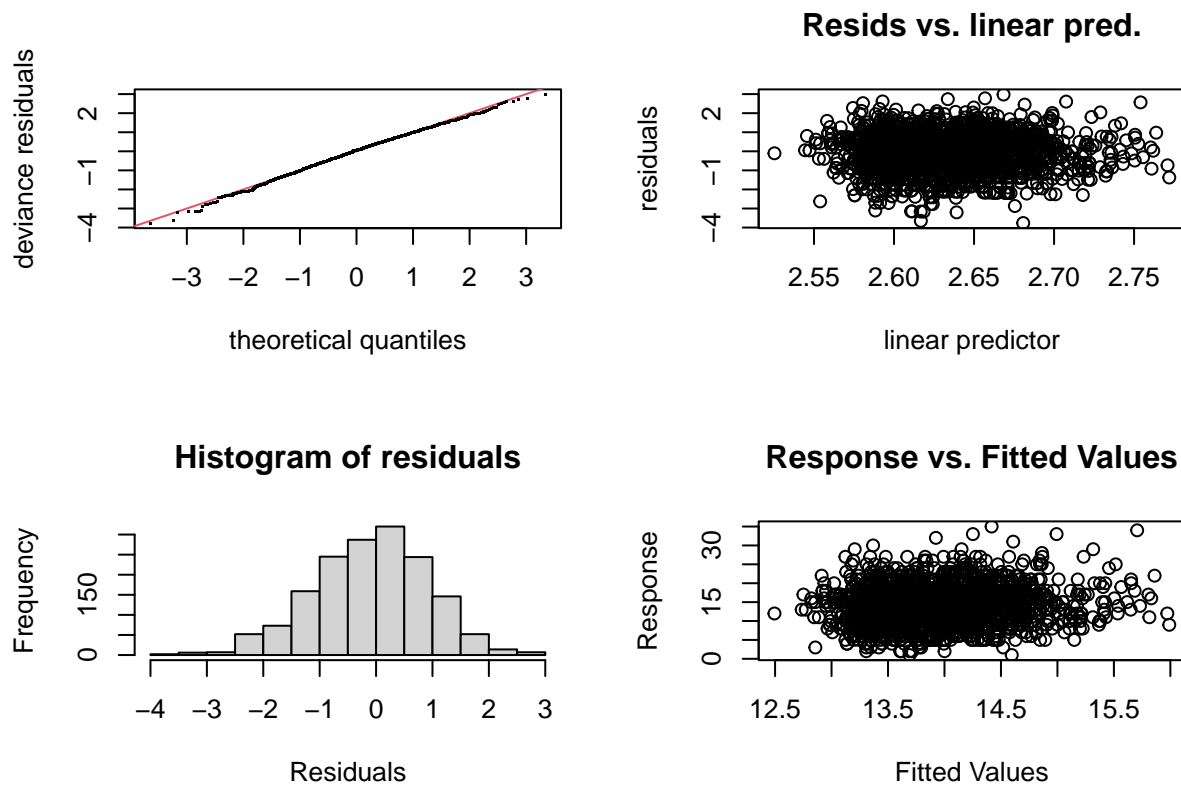 deviance residuals
2
−1
−4
−3 −2 −1 0 1 2 3
theoretical quantiles
Resids vs. linear pred.
residuals
2
−1
−4
2.55 2.60 2.65 2.70 2.75
linear predictor
Histogram of residuals
Frequency
150
0
−4 −3 −2 −1 0 1 2 3
Residuals
Response vs. Fitted Values
Response
30
15
0
12.5 13.5 14.5 15.5
Fitted Values